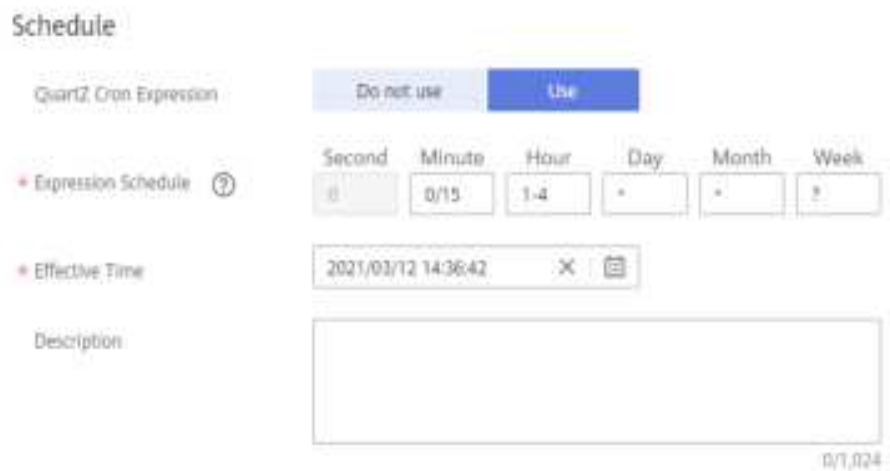 Schedule
QuartZ Cron Expression Do not use Use
Second Minute Hour Day Month Week
* Expression Schedule ? 0 0/15 1-4 * * ?
* Effective Time 2021/03/12 14:36:42
Description
0/1,024